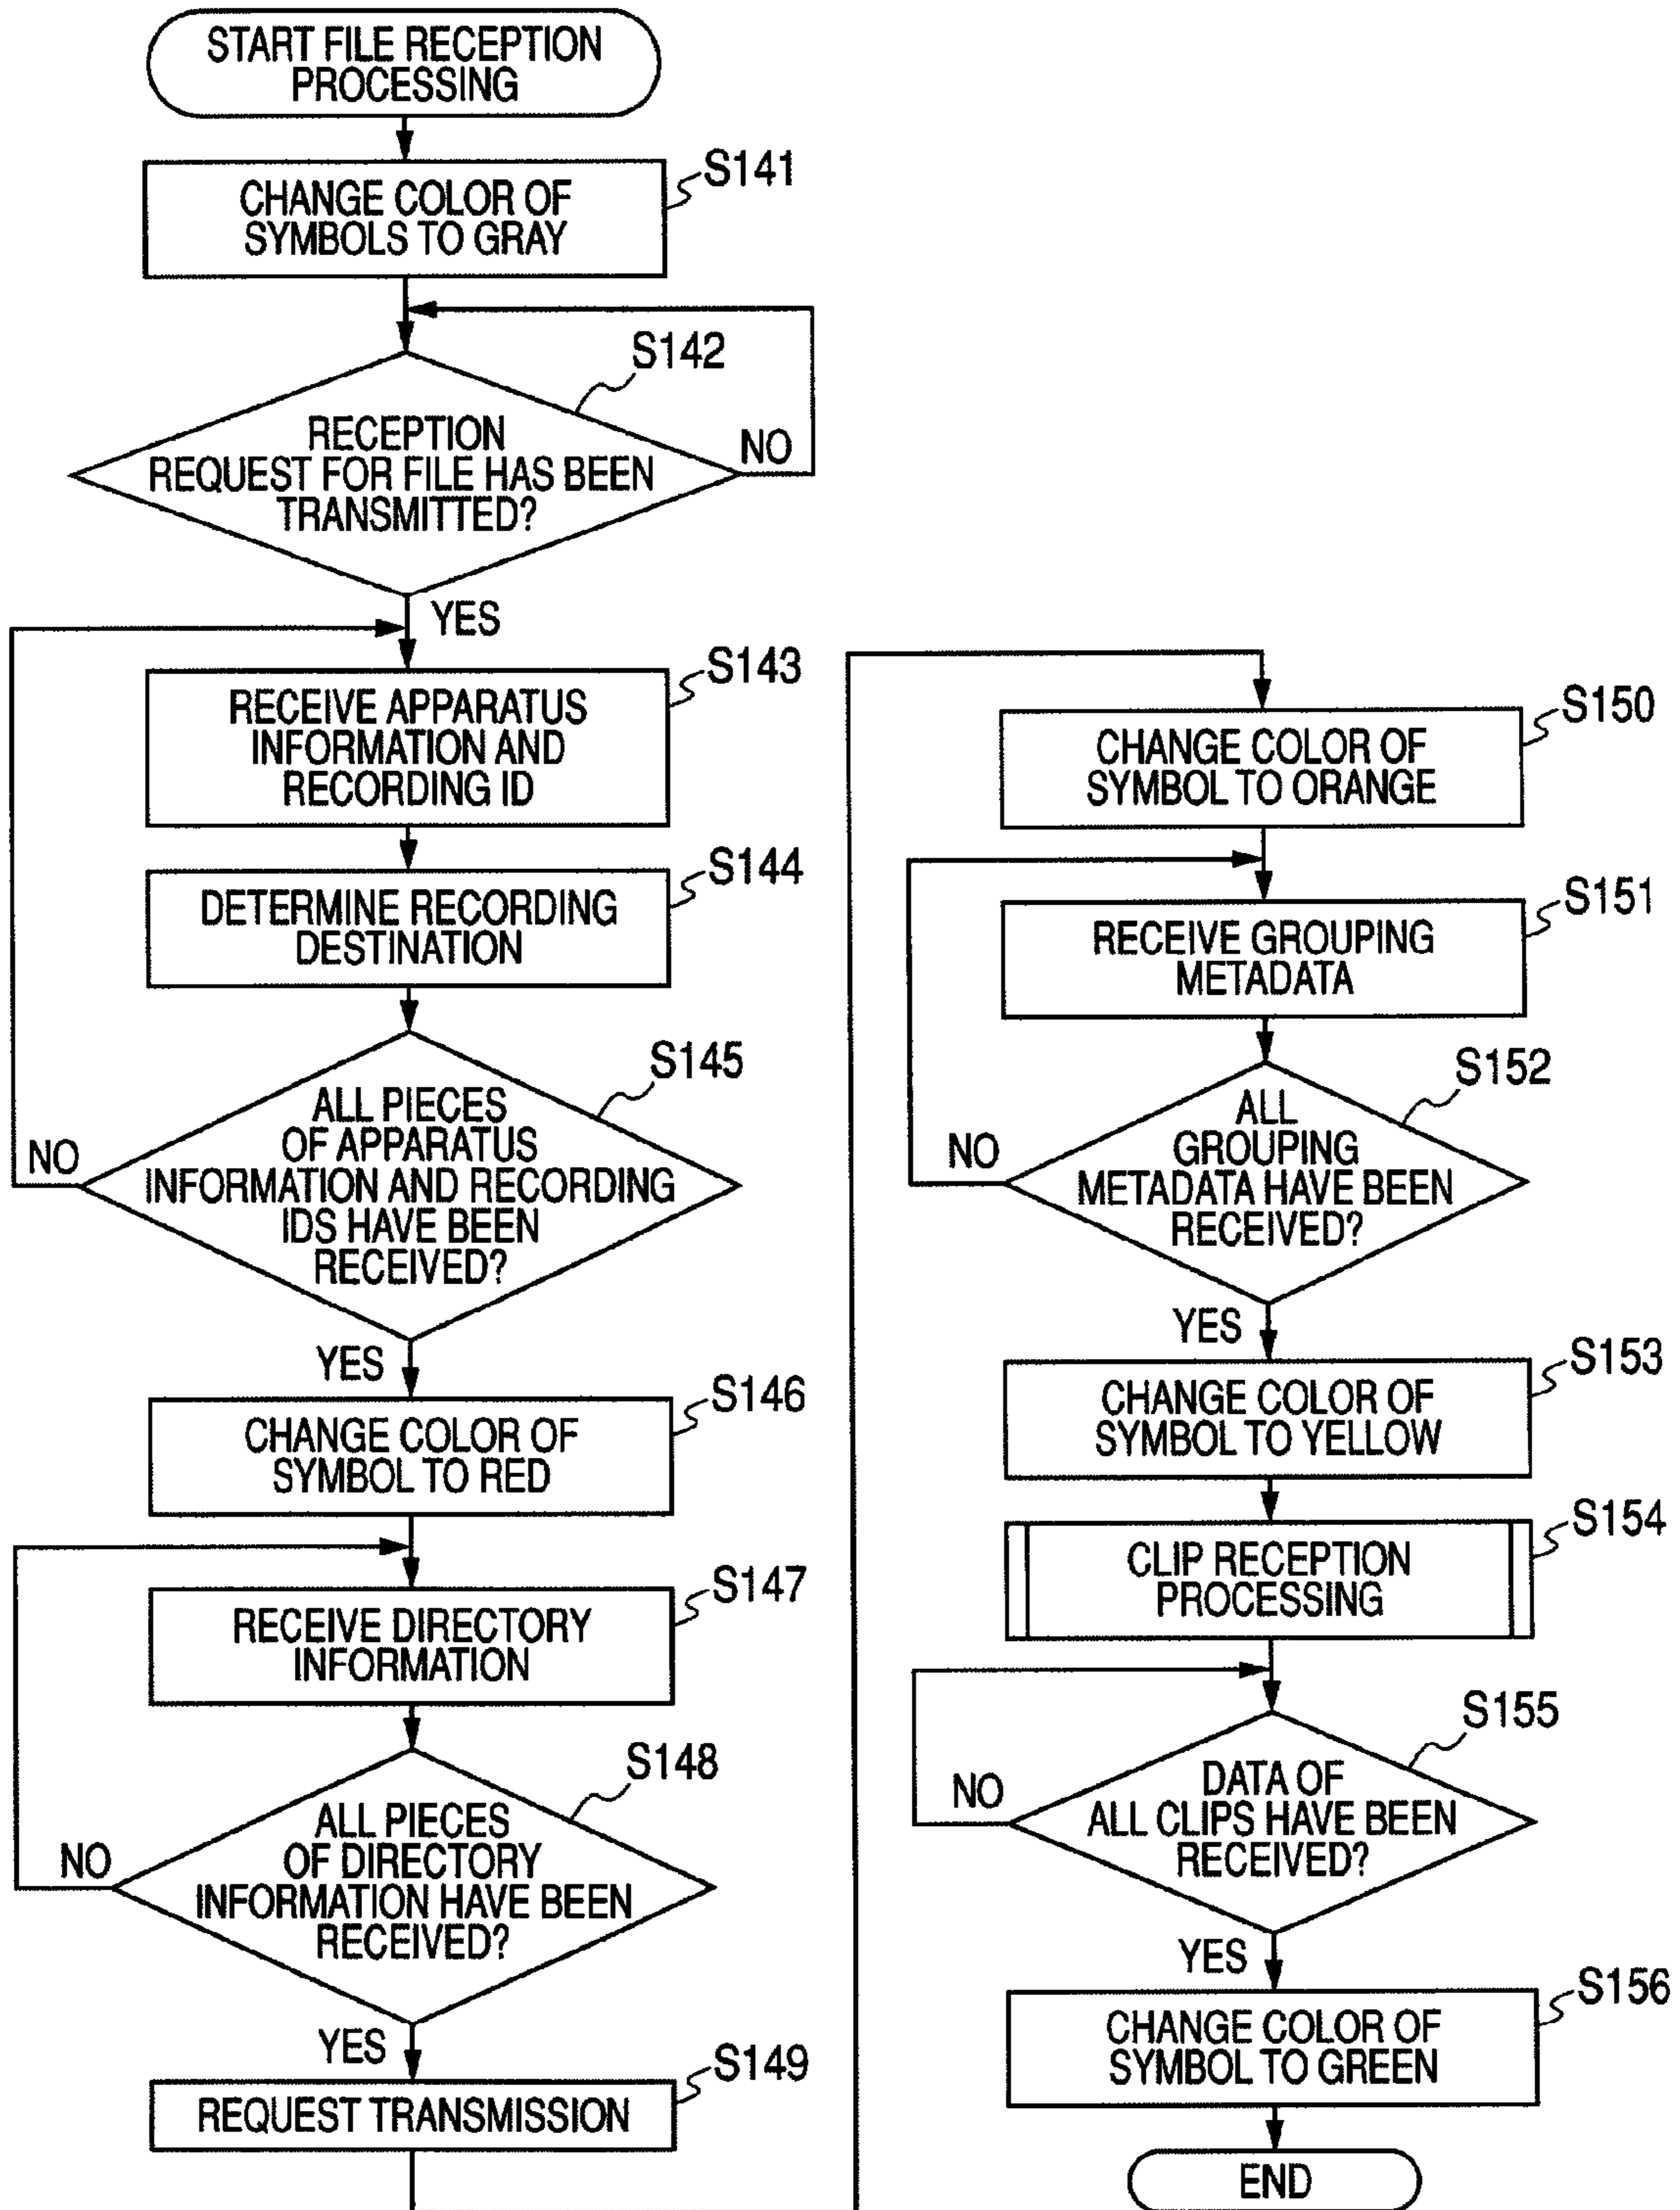 START FILE RECEPTION
PROCESSING
S141
CHANGE COLOR OF
SYMBOLS TO GRAY
S142
RECEPTION
REQUEST FOR FILE HAS BEEN
TRANSMITTED?
NO
YES
S143
RECEIVE APPARATUS
INFORMATION AND
RECORDING ID
S144
DETERMINE RECORDING
DESTINATION
S145
ALL PIECES
OF APPARATUS
INFORMATION AND RECORDING
IDS HAVE BEEN
RECEIVED?
NO
YES
S146
CHANGE COLOR OF
SYMBOL TO RED
S147
RECEIVE DIRECTORY
INFORMATION
S148
ALL PIECES
OF DIRECTORY
INFORMATION HAVE BEEN
RECEIVED?
NO
YES
S149
REQUEST TRANSMISSION
S150
CHANGE COLOR OF
SYMBOL TO ORANGE
S151
RECEIVE GROUPING
METADATA
S152
ALL
GROUPING
METADATA HAVE BEEN
RECEIVED?
NO
YES
S153
CHANGE COLOR OF
SYMBOL TO YELLOW
S154
CLIP RECEPTION
PROCESSING
S155
DATA OF
ALL CLIPS HAVE BEEN
RECEIVED?
NO
YES
S156
CHANGE COLOR OF
SYMBOL TO GREEN
END